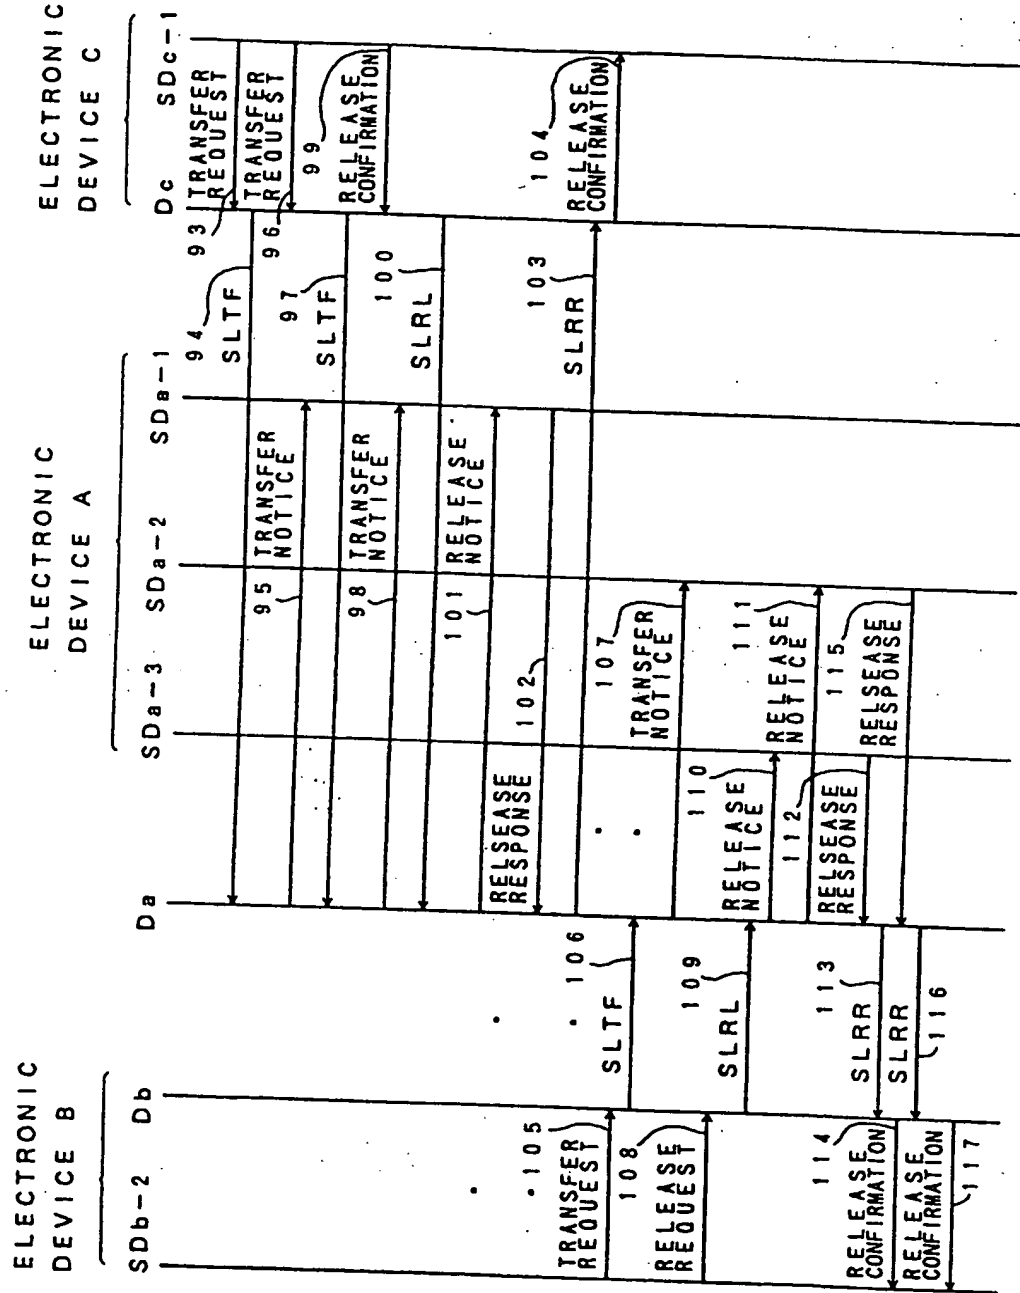 ELECTRONIC
DEVICE B
SDb-2
Db
ELECTRONIC
DEVICE A
Da
SDa-3
SDa-2
SDa-1
ELECTRONIC
DEVICE C
Dc
SDc-1
93
TRANSFER
REQUEST
94
SLTF
95
TRANSFER
NOTICE
96
TRANSFER
REQUEST
97
SLTF
98
TRANSFER
NOTICE
99
RELEASE
CONFIRMATION
100
SLRL
101
RELEASE
NOTICE
102
RELSEASE
RESPONSE
103
SLRR
104
RELEASE
CONFIRMATION
105
TRANSFER
REQUEST
106
SLTF
107
TRANSFER
NOTICE
108
RELEASE
REQUEST
109
SLRL
110
RELEASE
NOTICE
111
RELEASE
NOTICE
112
RELSEASE
RESPONSE
113
SLRR
114
RELEASE
CONFIRMATION
115
RELSEASE
RESPONSE
SLRR
116
RELEASE
CONFIRMATION
117